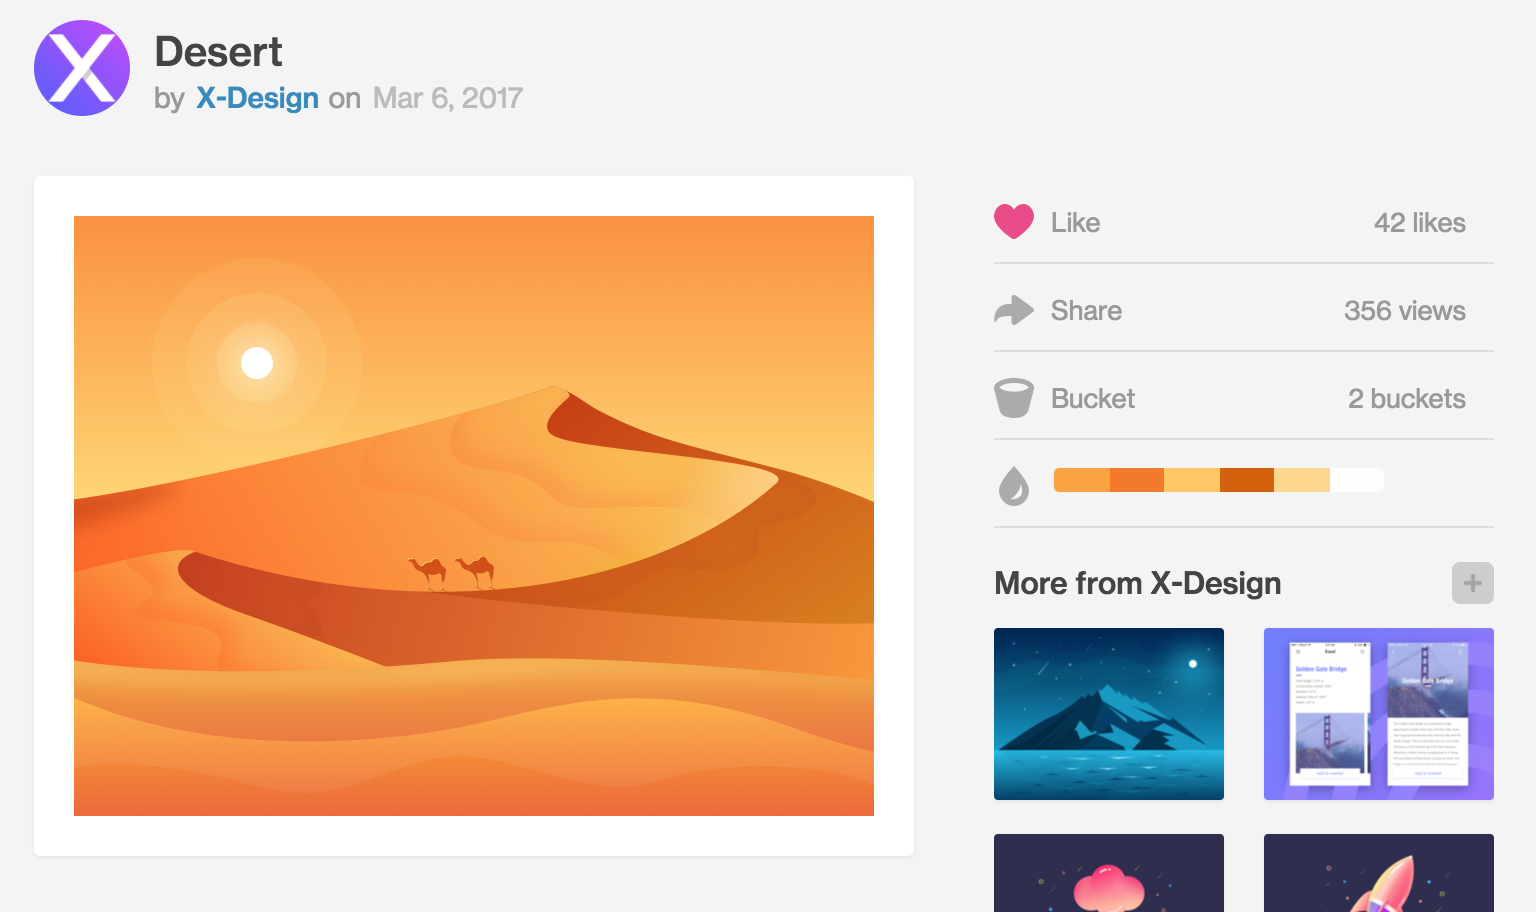 X
Desert
by X-Design on Mar 6, 2017
Like 42 likes
Share 356 views
Bucket 2 buckets
More from X-Design
Travel
Golden Gate Bridge
Golden Gate Bridge